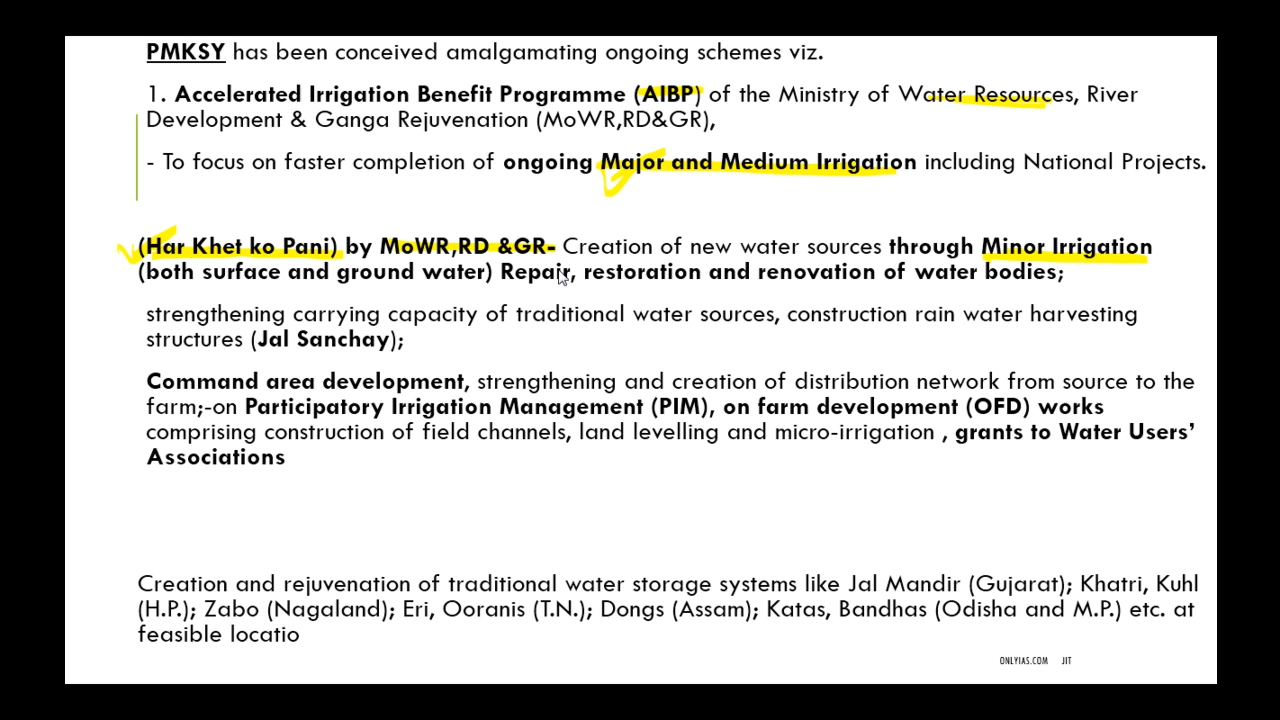 PMKSY has been conceived amalgamating ongoing schemes viz.
1. Accelerated Irrigation Benefit Programme (AIBP) of the Ministry of Water Resources, River
Development & Ganga Rejuvenation (MoWR,RD&GR),
- To focus on faster completion of ongoing Major and Medium Irrigation including National Projects.
(Har Khet ko Pani) by MoWR,RD &GR- Creation of new water sources through Minor Irrigation
(both surface and ground water) Repair, restoration and renovation of water bodies;
strengthening carrying capacity of traditional water sources, construction rain water harvesting
structures (Jal Sanchay);
Command area development, strengthening and creation of distribution network from source to the
farm;-on Participatory Irrigation Management (PIM), on farm development (OFD) works
comprising construction of field channels, land levelling and micro-irrigation , grants to Water Users’
Associations
Creation and rejuvenation of traditional water storage systems like Jal Mandir (Gujarat); Khatri, Kuhl
(H.P.); Zabo (Nagaland); Eri, Ooranis (T.N.); Dongs (Assam); Katas, Bandhas (Odisha and M.P.) etc. at
feasible locatio
ONLYIAS.COM JIT